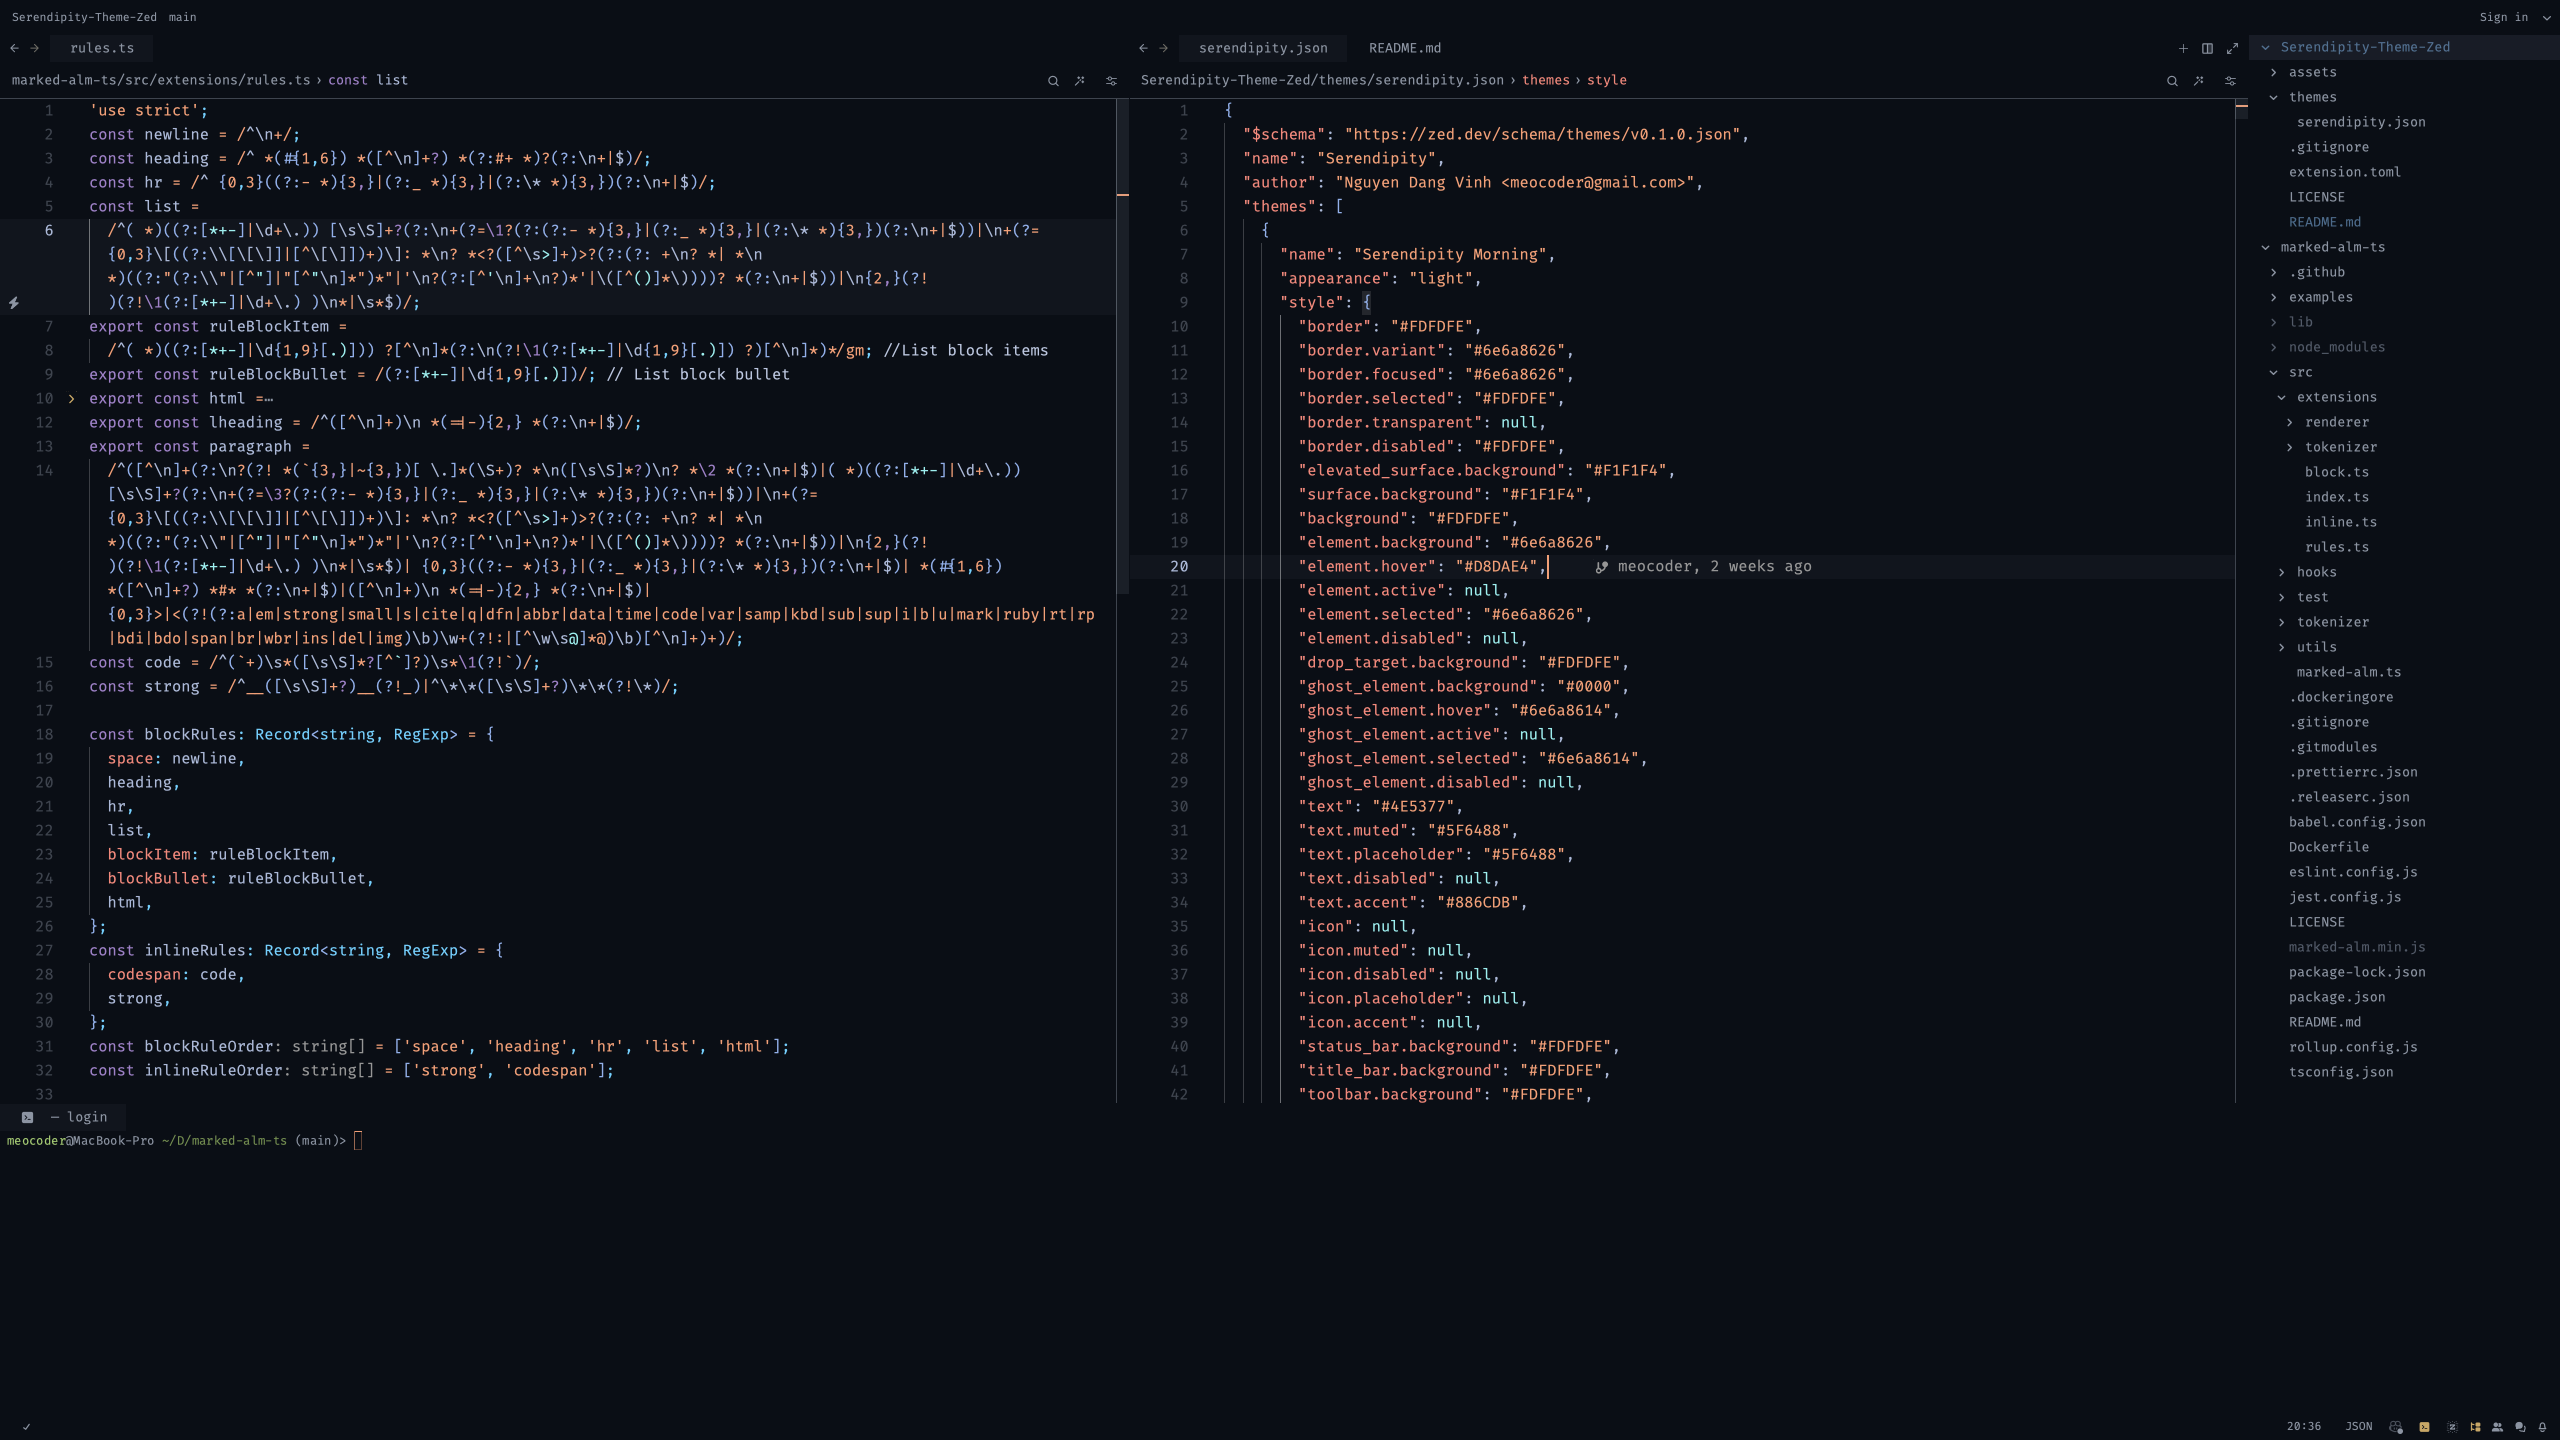 Serendipity-Theme-Zed main
Sign in
rules.ts
marked-alm-ts/src/extensions/rules.ts › const list
1 'use strict';
2 const newline = /^\n+/;
3 const heading = /^ *(#{1,6}) *([^\n]+?) *(?:#+ *)?(?:\n+|$)/;
4 const hr = /^ {0,3}((?:- *){3,}|(?:_ *){3,}|(?:\* *){3,})(?:\n+|$)/;
5 const list =
6 /^( *)((?:[*+-]|\d+\.)) [\s\S]+?(?:\n+(?=\1?(?:(?:- *){3,}|(?:_ *){3,}|(?:\* *){3,})(?:\n+|$))|\n+(?=
{0,3}\[((?:\\[\[\]]|[^\[\]])+)\]: *\n? *<?([^\s>]+)>?(?:(?: +\n? *| *\n
*)((?:"(?:\\"|[^"]|"[^"\n]*")*"|'\n?(?:[^'\n]+\n?)*'|\([^()]*\))))? *(?:\n+|$))|\n{2,}(?!
)(?!\1(?:[*+-]|\d+\.) )\n*|\s*$)/;
7 export const ruleBlockItem =
8 /^( *)((?:[*+-]|\d{1,9}[.)])) ?[^\n]*(?:\n(?!\1(?:[*+-]|\d{1,9}[.)]) ?)[^\n]*)*/gm; //List block items
9 export const ruleBlockBullet = /(?:[*+-]|\d{1,9}[.)])/; // List block bullet
10 export const html =⋯
12 export const lheading = /^([^\n]+)\n *(=|-){2,} *(?:\n+|$)/;
13 export const paragraph =
14 /^([^\n]+(?:\n?(?! *(`{3,}|~{3,})[ \.]*(\S+)? *\n([\s\S]*?)\n? *\2 *(?:\n+|$)|( *)((?:[*+-]|\d+\.))
[\s\S]+?(?:\n+(?=\3?(?:(?:- *){3,}|(?:_ *){3,}|(?:\* *){3,})(?:\n+|$))|\n+(?=
{0,3}\[((?:\\[\[\]]|[^\[\]])+)\]: *\n? *<?([^\s>]+)>?(?:(?: +\n? *| *\n
*)((?:"(?:\\"|[^"]|"[^"\n]*")*"|'\n?(?:[^'\n]+\n?)*'|\([^()]*\))))? *(?:\n+|$))|\n{2,}(?!
)(?!\1(?:[*+-]|\d+\.) )\n*|\s*$)| {0,3}((?:- *){3,}|(?:_ *){3,}|(?:\* *){3,})(?:\n+|$)| *(#{1,6})
*([^\n]+?) *#* *(?:\n+|$)|([^\n]+)\n *(=|-){2,} *(?:\n+|$)|
{0,3}>|<(?!(?:a|em|strong|small|s|cite|q|dfn|abbr|data|time|code|var|samp|kbd|sub|sup|i|b|u|mark|ruby|rt|rp
|bdi|bdo|span|br|wbr|ins|del|img)\b)\w+(?!:|[^\w\s@]*@)\b)[^\n]+)+)/;
15 const code = /^(`+)\s*([\s\S]*?[^`]?)\s*\1(?!`)/;
16 const strong = /^__([\s\S]+?)__(?!_)|^\*\*([\s\S]+?)\*\*(?!\*)/;
17
18 const blockRules: Record<string, RegExp> = {
19 space: newline,
20 heading,
21 hr,
22 list,
23 blockItem: ruleBlockItem,
24 blockBullet: ruleBlockBullet,
25 html,
26 };
27 const inlineRules: Record<string, RegExp> = {
28 codespan: code,
29 strong,
30 };
31 const blockRuleOrder: string[] = ['space', 'heading', 'hr', 'list', 'html'];
32 const inlineRuleOrder: string[] = ['strong', 'codespan'];
33
serendipity.json README.md
Serendipity-Theme-Zed/themes/serendipity.json › themes › style
1 {
2 "$schema": "https://zed.dev/schema/themes/v0.1.0.json",
3 "name": "Serendipity",
4 "author": "Nguyen Dang Vinh <meocoder@gmail.com>",
5 "themes": [
6 {
7 "name": "Serendipity Morning",
8 "appearance": "light",
9 "style": {
10 "border": "#FDFDFE",
11 "border.variant": "#6e6a8626",
12 "border.focused": "#6e6a8626",
13 "border.selected": "#FDFDFE",
14 "border.transparent": null,
15 "border.disabled": "#FDFDFE",
16 "elevated_surface.background": "#F1F1F4",
17 "surface.background": "#F1F1F4",
18 "background": "#FDFDFE",
19 "element.background": "#6e6a8626",
20 "element.hover": "#D8DAE4", meocoder, 2 weeks ago
21 "element.active": null,
22 "element.selected": "#6e6a8626",
23 "element.disabled": null,
24 "drop_target.background": "#FDFDFE",
25 "ghost_element.background": "#0000",
26 "ghost_element.hover": "#6e6a8614",
27 "ghost_element.active": null,
28 "ghost_element.selected": "#6e6a8614",
29 "ghost_element.disabled": null,
30 "text": "#4E5377",
31 "text.muted": "#5F6488",
32 "text.placeholder": "#5F6488",
33 "text.disabled": null,
34 "text.accent": "#886CDB",
35 "icon": null,
36 "icon.muted": null,
37 "icon.disabled": null,
38 "icon.placeholder": null,
39 "icon.accent": null,
40 "status_bar.background": "#FDFDFE",
41 "title_bar.background": "#FDFDFE",
42 "toolbar.background": "#FDFDFE",
Serendipity-Theme-Zed
assets
themes
serendipity.json
.gitignore
extension.toml
LICENSE
README.md
marked-alm-ts
.github
examples
lib
node_modules
src
extensions
renderer
tokenizer
block.ts
index.ts
inline.ts
rules.ts
hooks
test
tokenizer
utils
marked-alm.ts
.dockeringore
.gitignore
.gitmodules
.prettierrc.json
.releaserc.json
babel.config.json
Dockerfile
eslint.config.js
jest.config.js
LICENSE
marked-alm.min.js
package-lock.json
package.json
README.md
rollup.config.js
tsconfig.json
— login
meocoder@MacBook-Pro ~/D/marked-alm-ts (main)>
20:36 JSON